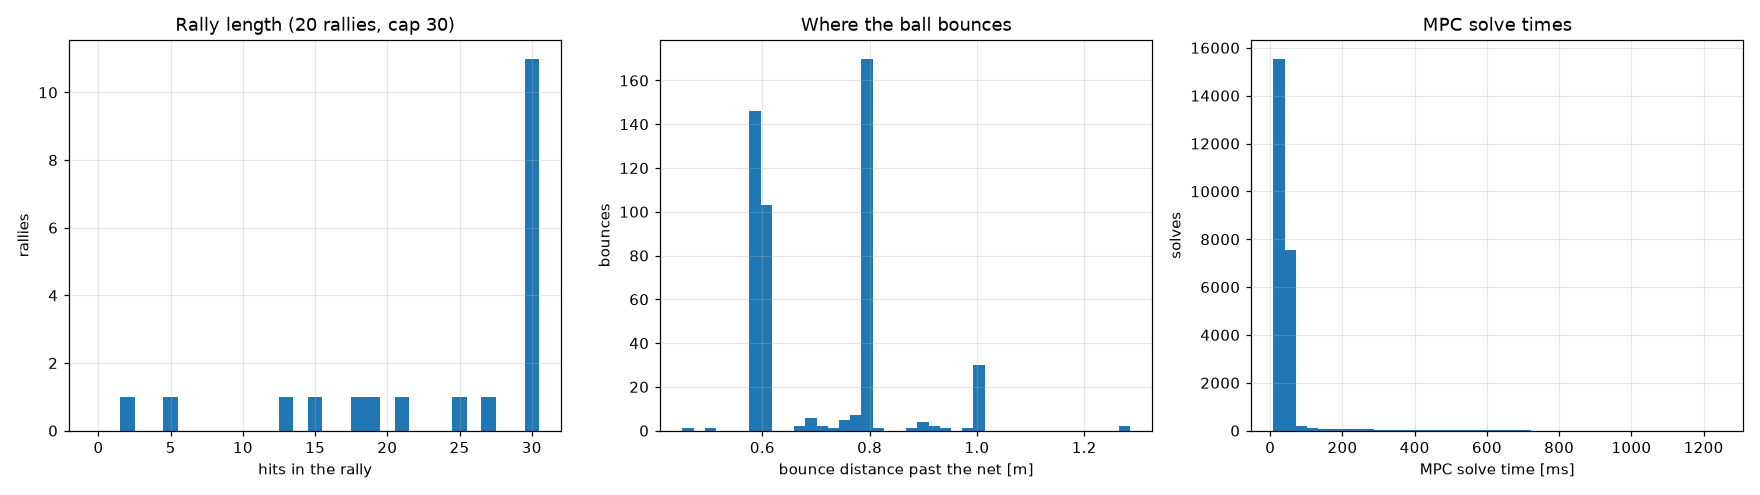 Rally length (20 rallies, cap 30)
rallies
10
8
6
4
2
0
0 5 10 15 20 25 30
hits in the rally
Where the ball bounces
bounces
160
140
120
100
80
60
40
20
0
0.6 0.8 1.0 1.2
bounce distance past the net [m]
MPC solve times
solves
16000
14000
12000
10000
8000
6000
4000
2000
0
0 200 400 600 800 1000 1200
MPC solve time [ms]